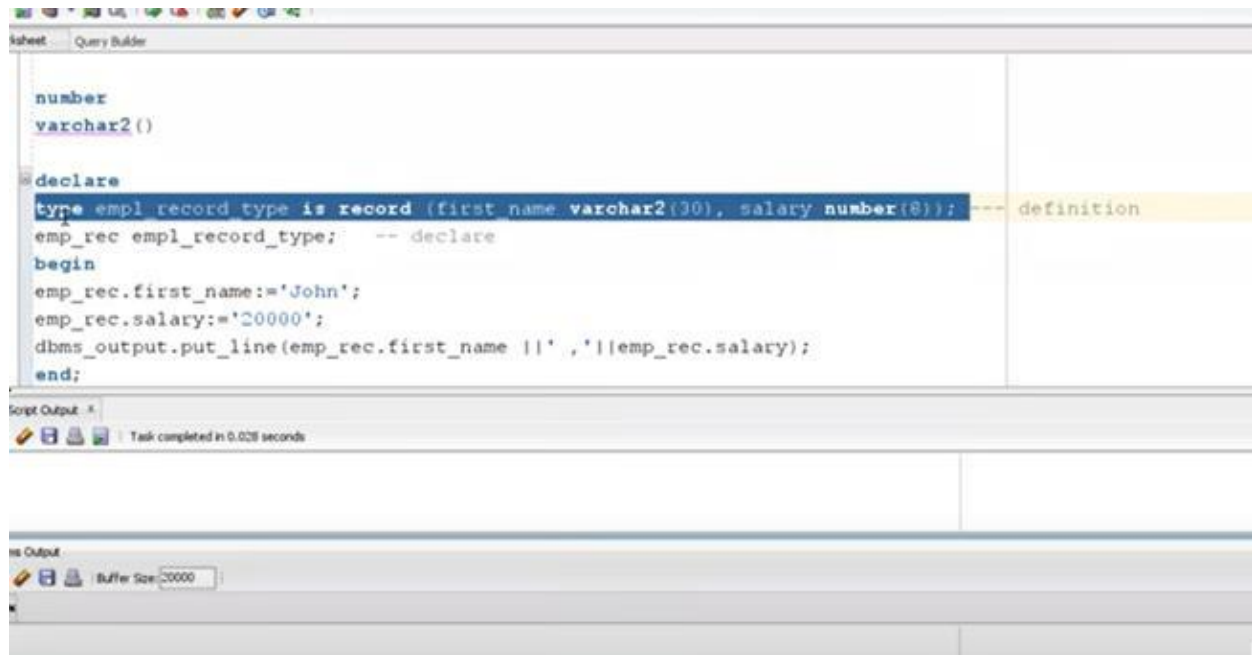 Query Builder
number
varchar2()
declare
type empl_record_type is record (first_name varchar2(30), salary number(8)); --- definition
emp_rec empl_record_type; -- declare
begin
emp_rec.first_name:='John';
emp_rec.salary:='20000';
dbms_output.put_line(emp_rec.first_name ||' ,'||emp_rec.salary);
end;
Script Output
Task completed in 0.028 seconds
Output
Buffer Size: 20000